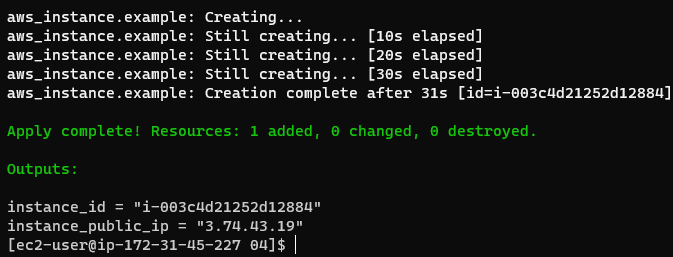 aws_instance.example: Creating...
aws_instance.example: Still creating... [10s elapsed]
aws_instance.example: Still creating... [20s elapsed]
aws_instance.example: Still creating... [30s elapsed]
aws_instance.example: Creation complete after 31s [id=i-003c4d21252d12884]
Apply complete! Resources: 1 added, 0 changed, 0 destroyed.
Outputs:
instance_id = "i-003c4d21252d12884"
instance_public_ip = "3.74.43.19"
[ec2-user@ip-172-31-45-227 04]$